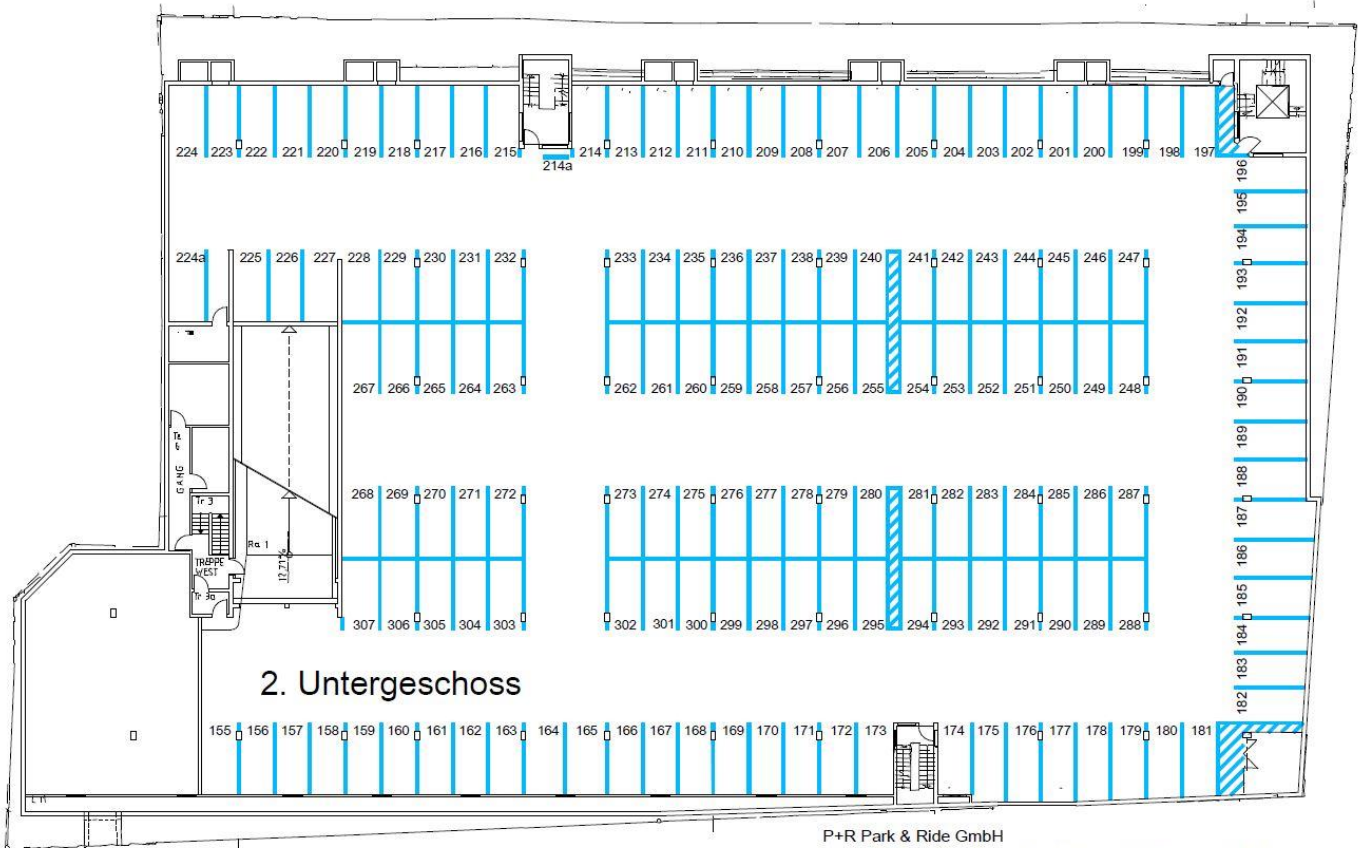 224 223 222 221 220 219 218 217 216 215 214 213 212 211 210 209 208 207 206 205 204 203 202 201 200 199 198 197
214a
196
195
194
193
192
191
190
189
188
187
186
185
184
183
182
224a 225 226 227 228 229 230 231 232 233 234 235 236 237 238 239 240 241 242 243 244 245 246 247
267 266 265 264 263 262 261 260 259 258 257 256 255 254 253 252 251 250 249 248
GANG
Tr 3
268 269 270 271 272 273 274 275 276 277 278 279 280 281 282 283 284 285 286 287
Ra 1
TREPPE
WEST
307 306 305 304 303 302 301 300 299 298 297 296 295 294 293 292 291 290 289 288
2. Untergeschoss
155 156 157 158 159 160 161 162 163 164 165 166 167 168 169 170 171 172 173 174 175 176 177 178 179 180 181
P+R Park & Ride GmbH